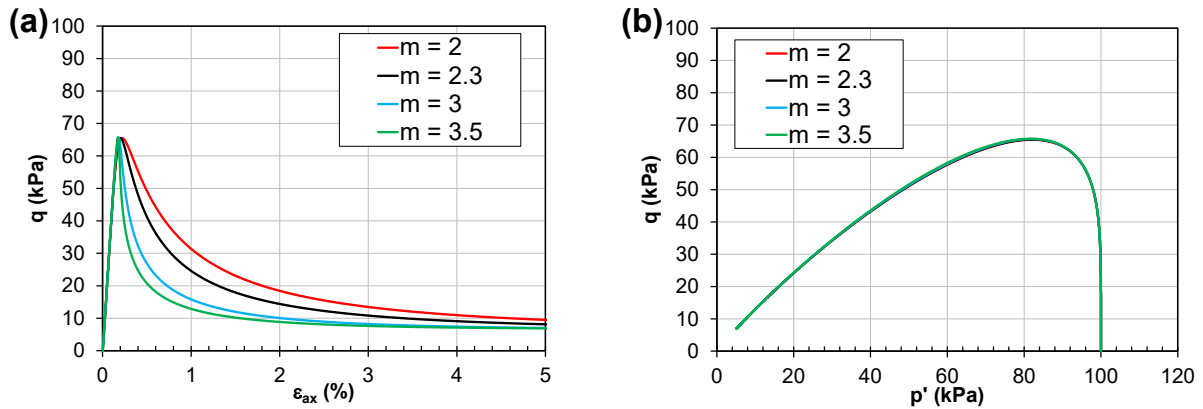 (a)
100
90
80
70
60
50
40
30
20
10
0
q (kPa)
0 1 2 3 4 5
ε_ax (%)
m = 2
m = 2.3
m = 3
m = 3.5
(b)
100
90
80
70
60
50
40
30
20
10
0
q (kPa)
0 20 40 60 80 100 120
p' (kPa)
m = 2
m = 2.3
m = 3
m = 3.5